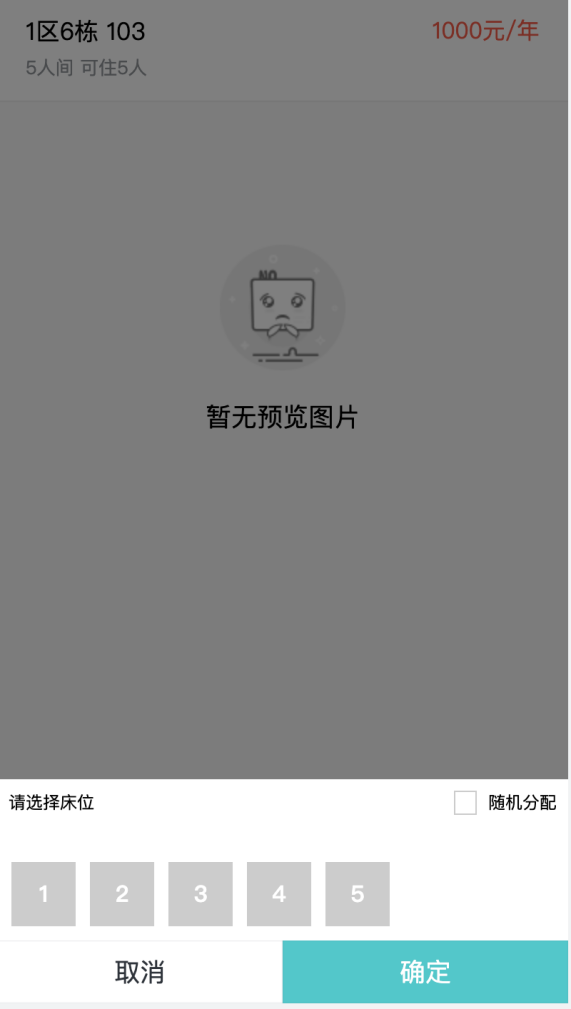 1区6栋 103
1000元/年
5人间 可住5人
NO
暂无预览图片
请选择床位
随机分配
1 2 3 4 5
取消
确定